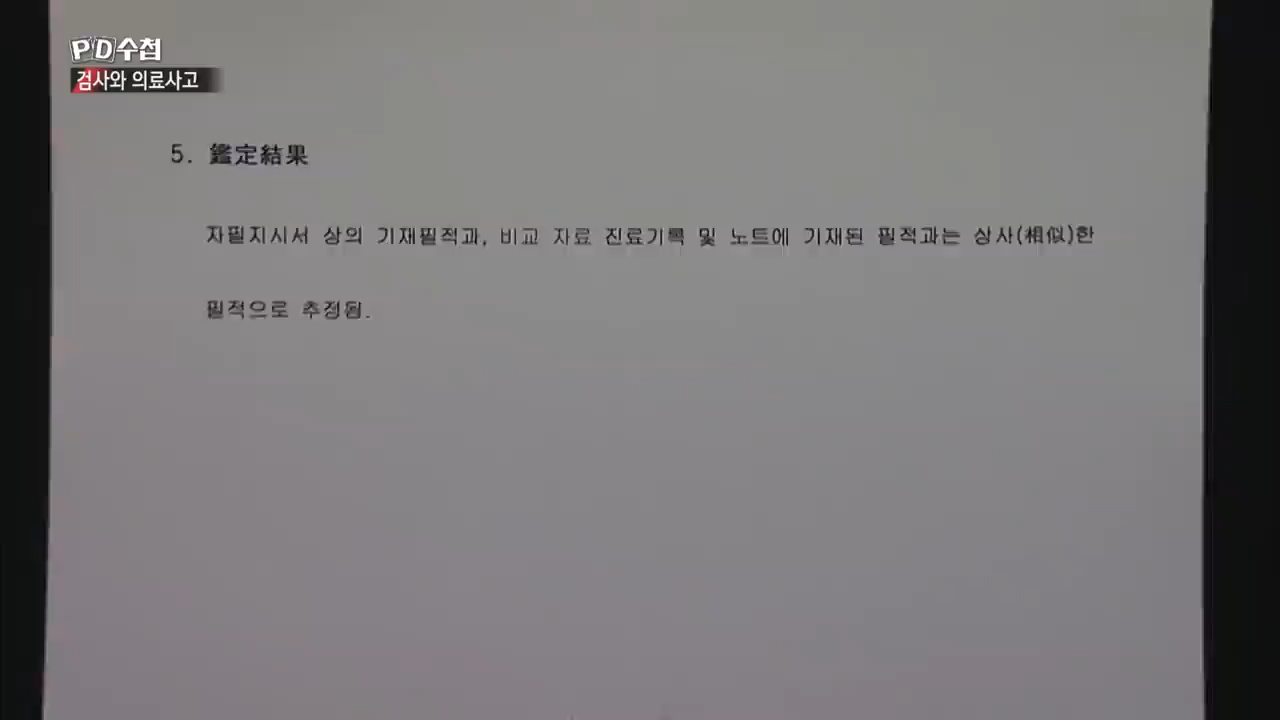 PD수첩
검사와 의료사고
5. 鑑定結果
자필지시서 상의 기재필적과, 비교 자료 진료기록 및 노트에 기재된 필적과는 상사(相似)한
필적으로 추정됨.